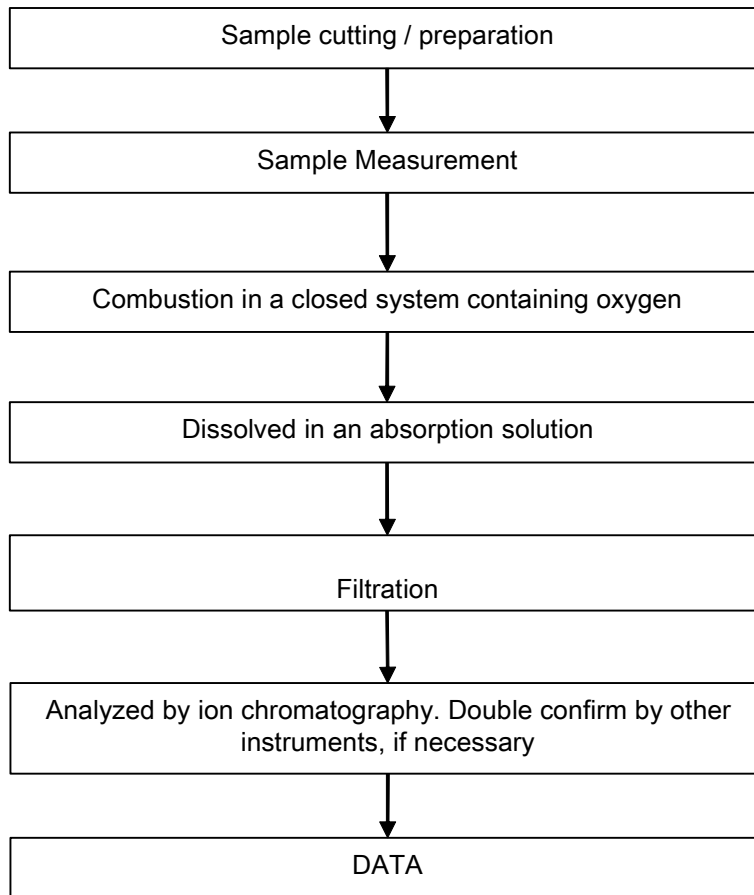 Sample cutting / preparation
Sample Measurement
Combustion in a closed system containing oxygen
Dissolved in an absorption solution
Filtration
Analyzed by ion chromatography. Double confirm by other
instruments, if necessary
DATA